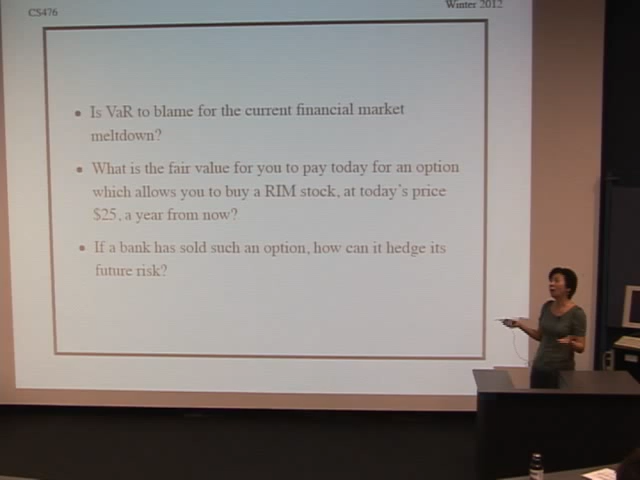 CS476
Winter 2012
• Is VaR to blame for the current financial market
meltdown?
• What is the fair value for you to pay today for an option
which allows you to buy a RIM stock, at today's price
$25, a year from now?
• If a bank has sold such an option, how can it hedge its
future risk?